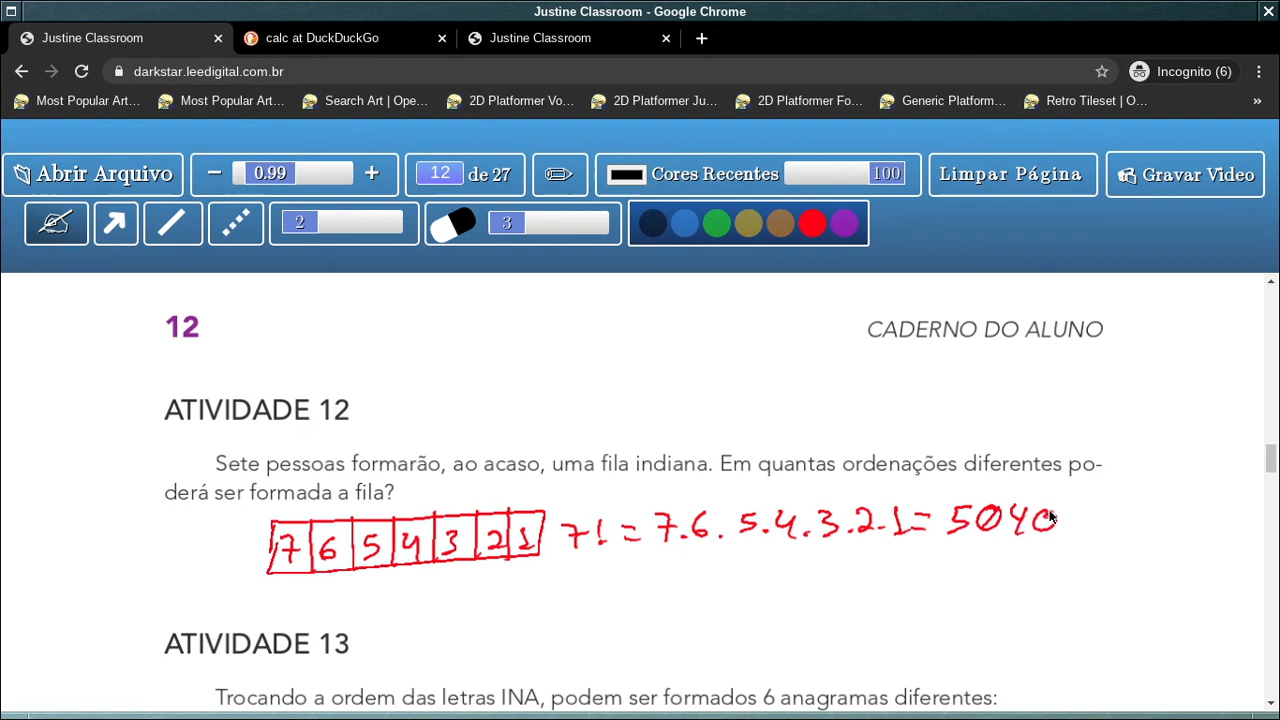 Justine Classroom - Google Chrome
Justine Classroom
calc at DuckDuckGo
Justine Classroom
darkstar.leedigital.com.br
Incognito (6)
Most Popular Art...
Most Popular Art...
Search Art | Ope...
2D Platformer Vo...
2D Platformer Ju...
2D Platformer Fo...
Generic Platform...
Retro Tileset | O...
»
Abrir Arquivo
− 0.99 +
12 de 27
Cores Recentes 100
Limpar Página
Gravar Video
2
3
12
CADERNO DO ALUNO
ATIVIDADE 12
Sete pessoas formarão, ao acaso, uma fila indiana. Em quantas ordenações diferentes po-
derá ser formada a fila?
7 6 5 4 3 2 1 7! = 7.6.5.4.3.2.1= 5040
ATIVIDADE 13
Trocando a ordem das letras INA, podem ser formados 6 anagramas diferentes: